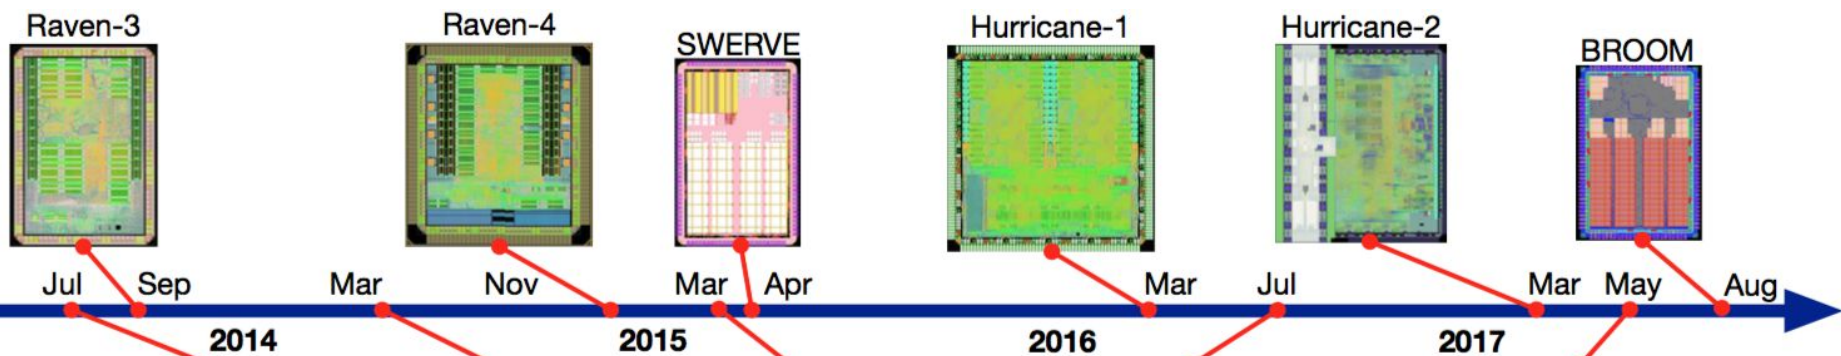 Raven-3
Raven-4
SWERVE
Hurricane-1
Hurricane-2
BROOM
Jul Sep Mar Nov Mar Apr Mar Jul Mar May Aug
2014 2015 2016 2017